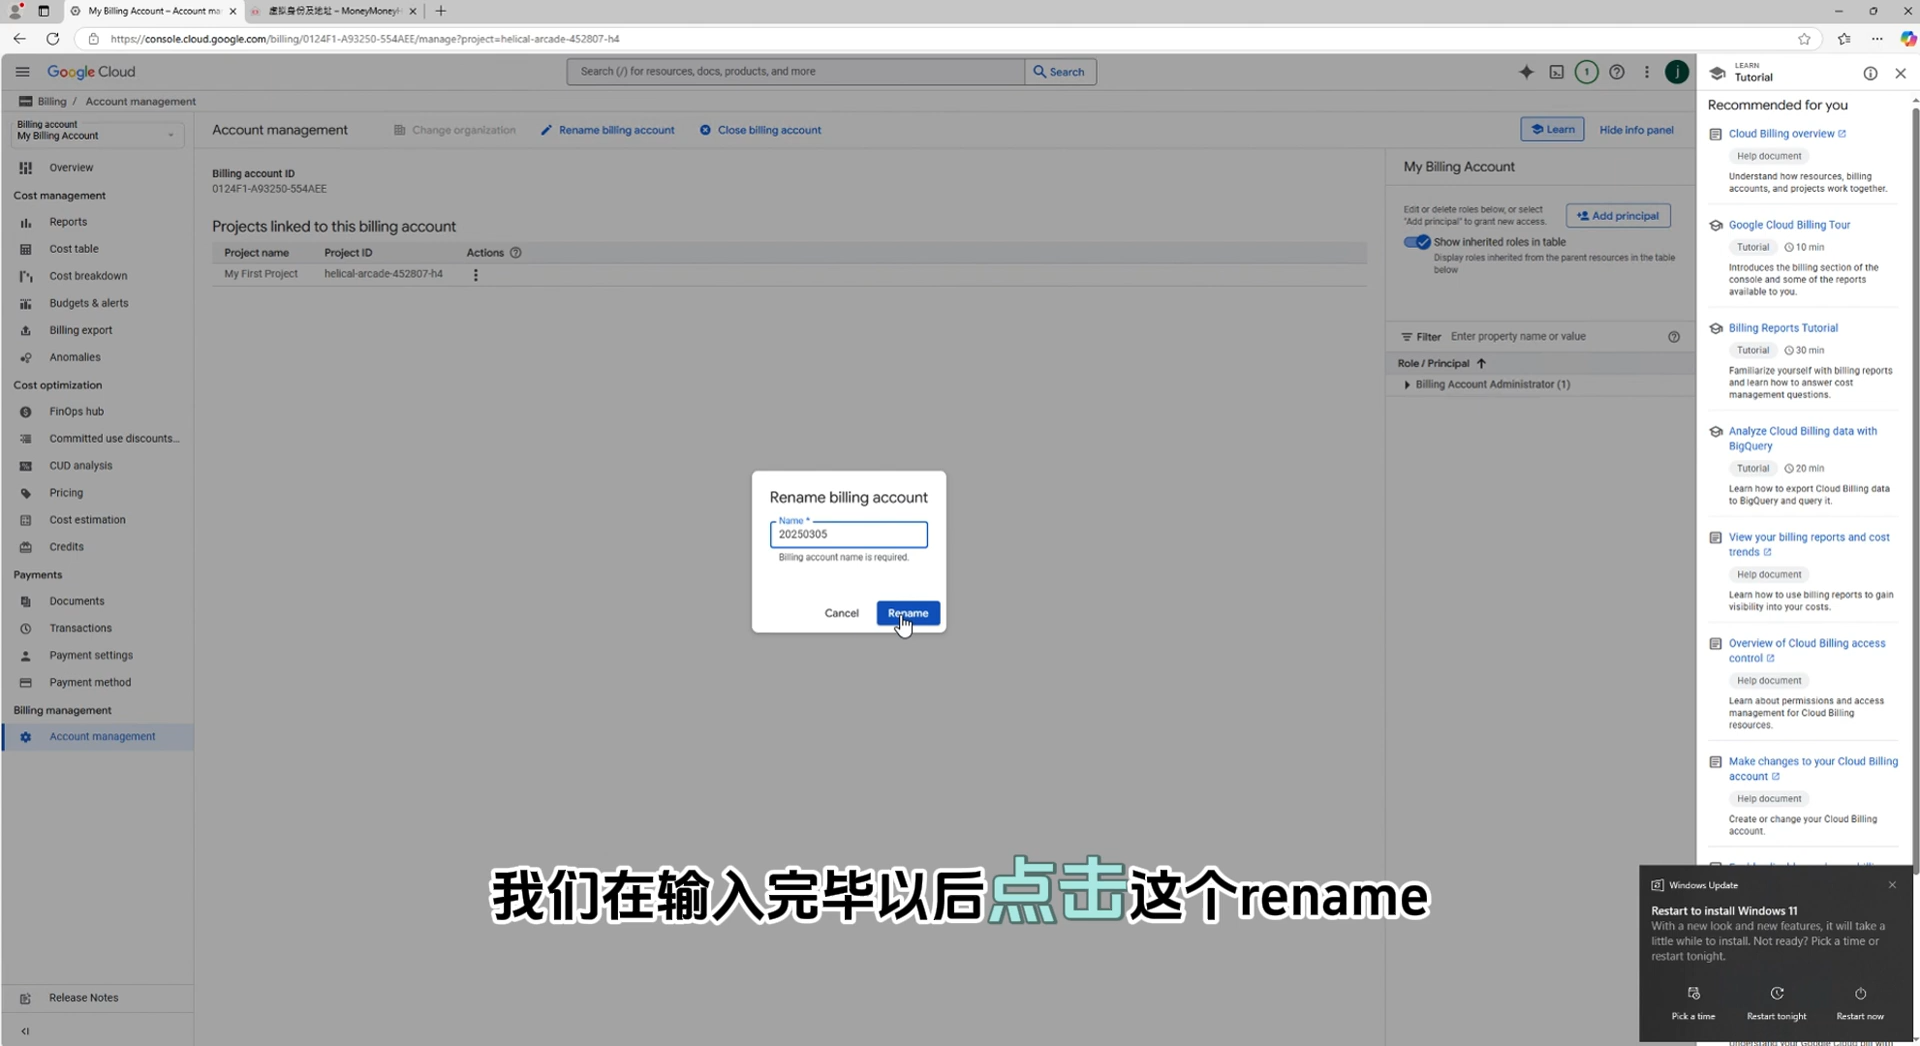 My Billing Account – Account ma
虚拟身份及地址 – MoneyMoneyH
https://console.cloud.google.com/billing/0124F1-A93250-554AEE/manage?project=helical-arcade-452807-h4
Google Cloud
Search (/) for resources, docs, products, and more
Search
1
j
LEARN
Tutorial
Billing / Account management
Billing account
My Billing Account
Overview
Cost management
Reports
Cost table
Cost breakdown
Budgets & alerts
Billing export
Anomalies
Cost optimization
FinOps hub
Committed use discounts...
CUD analysis
Pricing
Cost estimation
Credits
Payments
Documents
Transactions
Payment settings
Payment method
Billing management
Account management
Release Notes
Account management
Change organization
Rename billing account
Close billing account
Learn
Hide info panel
Billing account ID
0124F1-A93250-554AEE
Projects linked to this billing account
Project name Project ID Actions
My First Project helical-arcade-452807-h4
My Billing Account
Edit or delete roles below, or select
"Add principal" to grant new access.
Add principal
Show inherited roles in table
Display roles inherited from the parent resources in the table
below
Filter Enter property name or value
Role / Principal
Billing Account Administrator (1)
Rename billing account
Name *
20250305
Billing account name is required.
Cancel
Rename
Recommended for you
Cloud Billing overview
Help document
Understand how resources, billing
accounts, and projects work together.
Google Cloud Billing Tour
Tutorial 10 min
Introduces the billing section of the
console and some of the reports
available to you.
Billing Reports Tutorial
Tutorial 30 min
Familiarize yourself with billing reports
and learn how to answer cost
management questions.
Analyze Cloud Billing data with
BigQuery
Tutorial 20 min
Learn how to export Cloud Billing data
to BigQuery and query it.
View your billing reports and cost
trends
Help document
Learn how to use billing reports to gain
visibility into your costs.
Overview of Cloud Billing access
control
Help document
Learn about permissions and access
management for Cloud Billing
resources.
Make changes to your Cloud Billing
account
Help document
Create or change your Cloud Billing
account.
Windows Update
Restart to install Windows 11
With a new look and new features, it will take a
little while to install. Not ready? Pick a time or
restart tonight.
Pick a time
Restart tonight
Restart now
我们在输入完毕以后点击这个rename